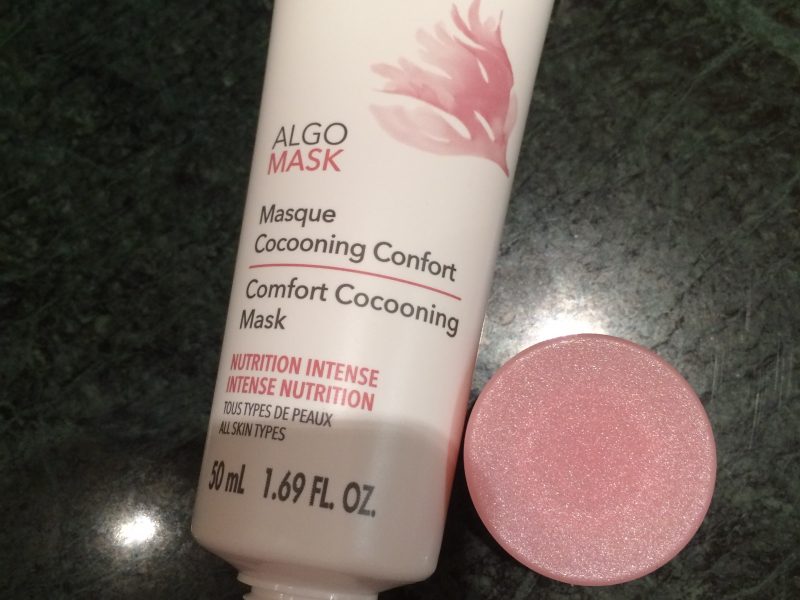 ALGO
MASK
Masque
Cocooning Confort
Comfort Cocooning
Mask
NUTRITION INTENSE
INTENSE NUTRITION
TOUS TYPES DE PEAUX
ALL SKIN TYPES
50 mL 1.69 FL. OZ.